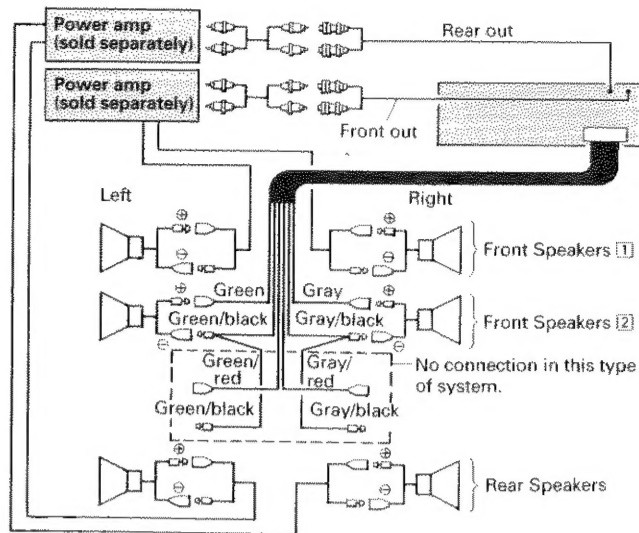 Power amp
(sold separately)
Rear out
Power amp
(sold separately)
Front out
Left
Right
⊕
⊖
⊕
⊖
Front Speakers 1
⊕
Green
Gray
⊕
Green/black
Gray/black
Front Speakers 2
⊖
⊖
Green/
red
Gray/
red
No connection in this type
of system.
Green/black
Gray/black
⊕
⊖
⊕
⊖
Rear Speakers